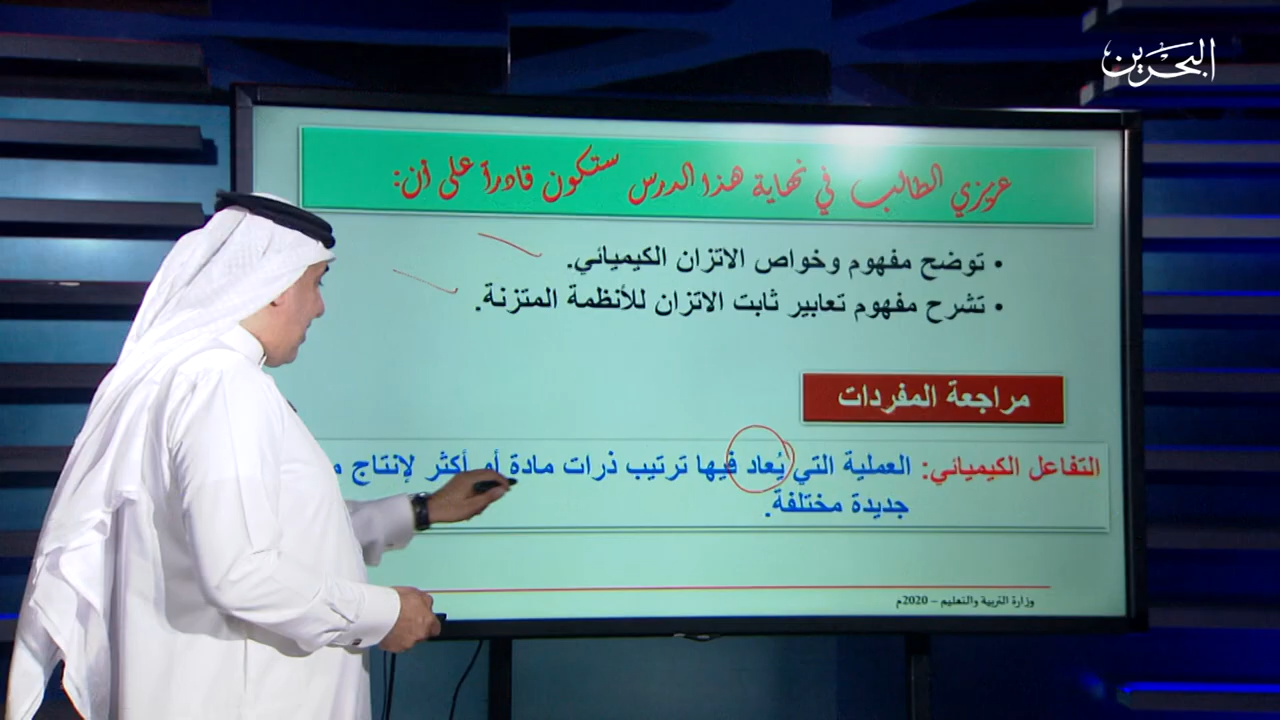 البحرين
عزيزي الطالب في نهاية هذا الدرس ستكون قادراً على أن:
• توضح مفهوم وخواص الاتزان الكيميائي.
• تشرح مفهوم تعابير ثابت الاتزان للأنظمة المتزنة.
مراجعة المفردات
التفاعل الكيميائي: العملية التي يُعاد فيها ترتيب ذرات مادة أو أكثر لإنتاج
جديدة مختلفة.
وزارة التربية والتعليم – 2020م